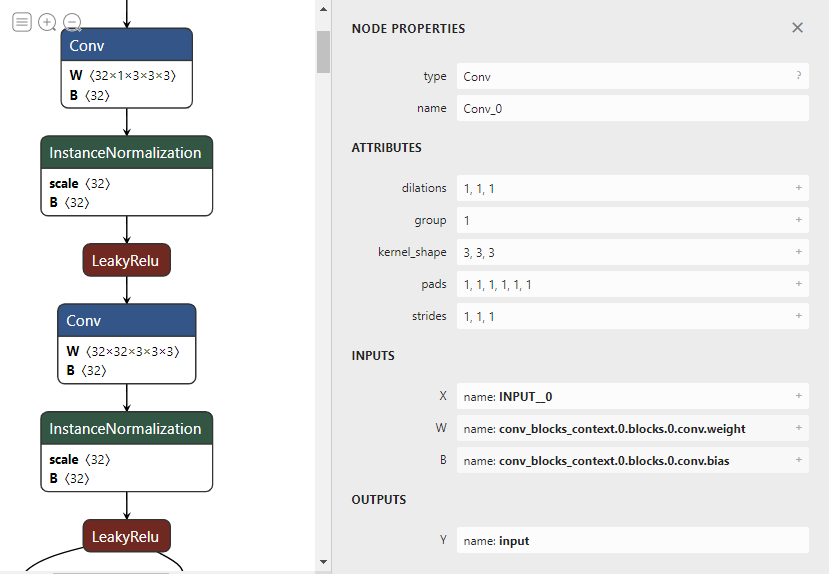 Conv
W ⟨32×1×3×3×3⟩
B ⟨32⟩
InstanceNormalization
scale ⟨32⟩
B ⟨32⟩
LeakyRelu
Conv
W ⟨32×32×3×3×3⟩
B ⟨32⟩
InstanceNormalization
scale ⟨32⟩
B ⟨32⟩
LeakyRelu
NODE PROPERTIES
type Conv ?
name Conv_0
ATTRIBUTES
dilations 1, 1, 1 +
group 1 +
kernel_shape 3, 3, 3 +
pads 1, 1, 1, 1, 1, 1 +
strides 1, 1, 1 +
INPUTS
X name: INPUT__0 +
W name: conv_blocks_context.0.blocks.0.conv.weight +
B name: conv_blocks_context.0.blocks.0.conv.bias +
OUTPUTS
Y name: input